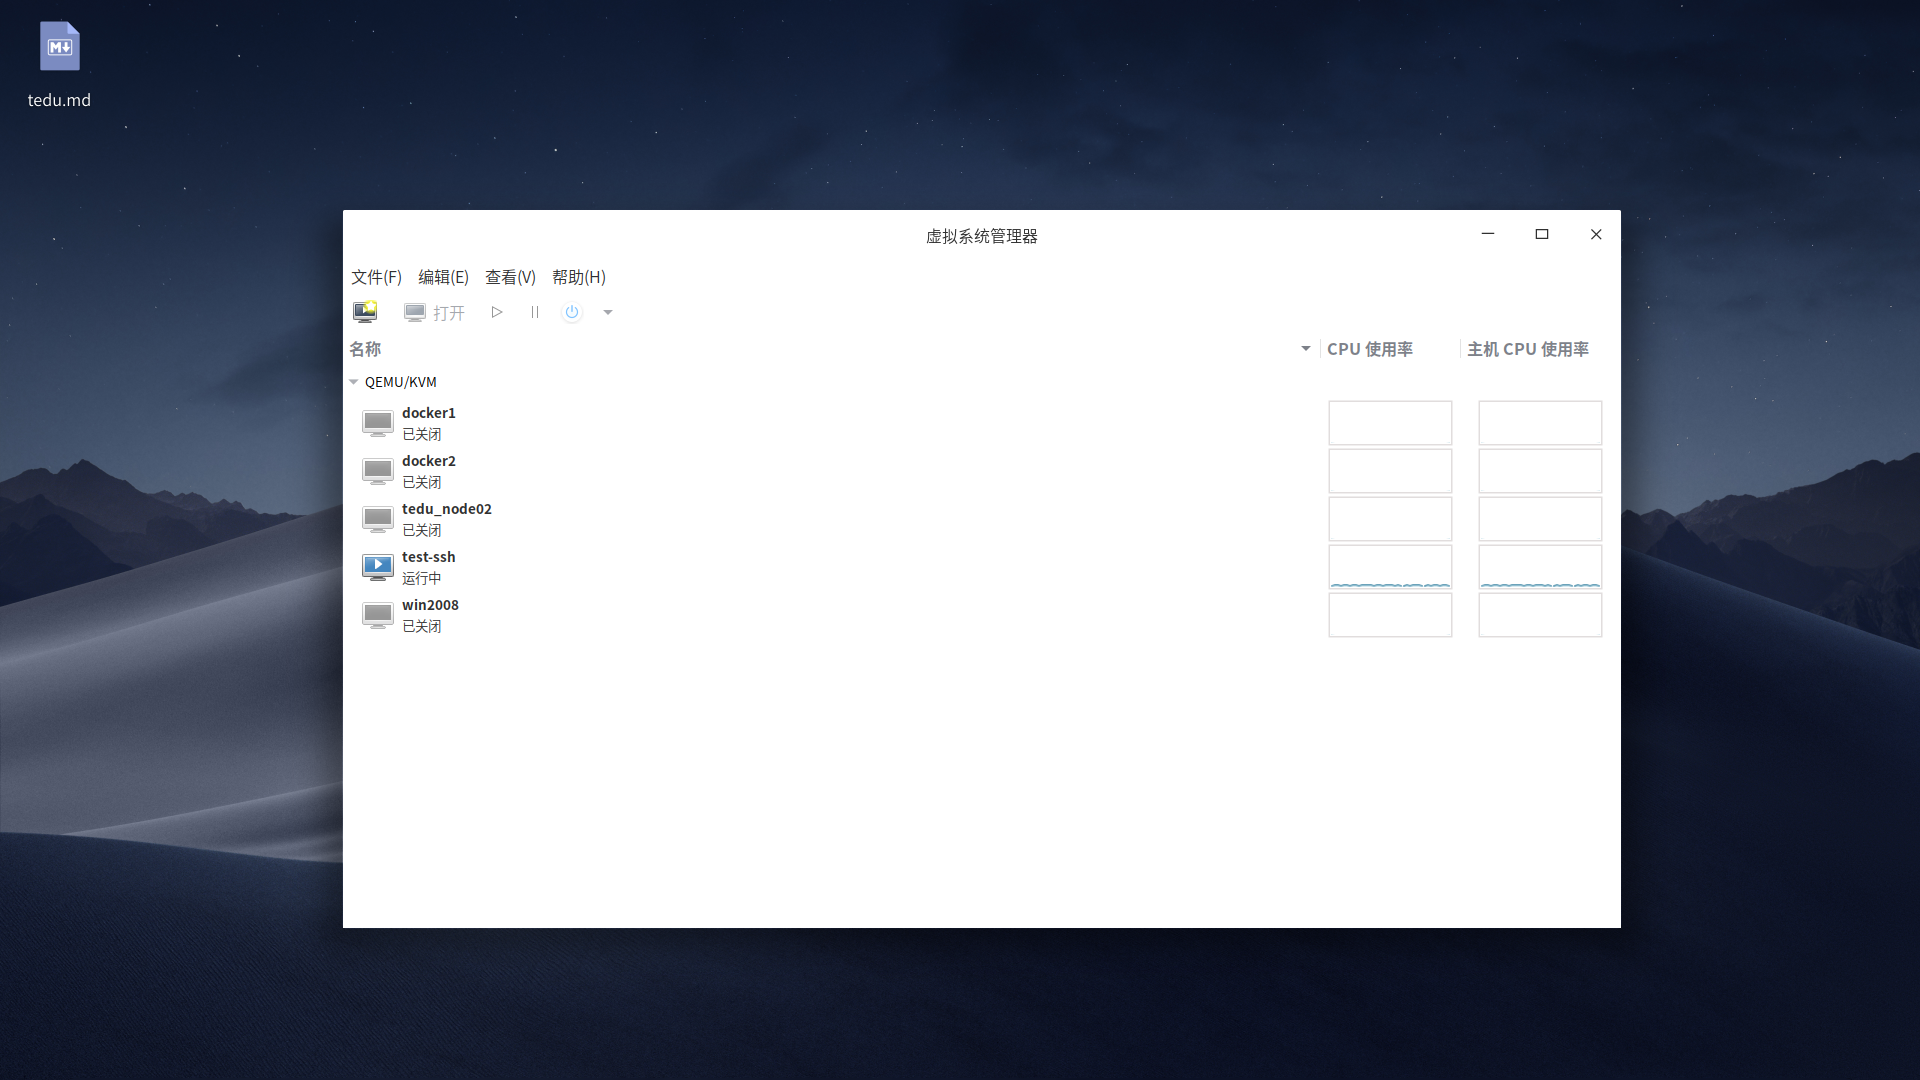 M↓
tedu.md
虚拟系统管理器
文件(F) 编辑(E) 查看(V) 帮助(H)
打开
名称 CPU 使用率 主机 CPU 使用率
QEMU/KVM
docker1
已关闭
docker2
已关闭
tedu_node02
已关闭
test-ssh
运行中
win2008
已关闭